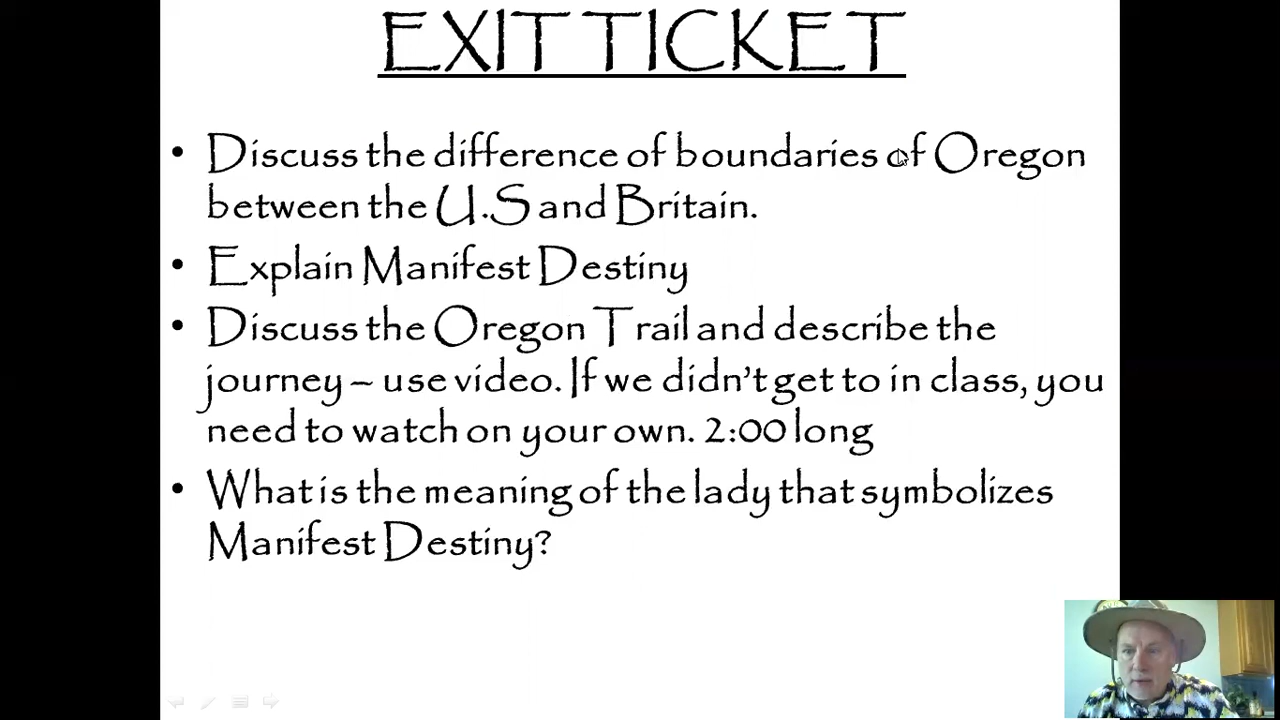 EXIT TICKET
• Discuss the difference of boundaries of Oregon
between the U.S and Britain.
• Explain Manifest Destiny
• Discuss the Oregon Trail and describe the
journey – use video. If we didn't get to in class, you
need to watch on your own. 2:00 long
• What is the meaning of the lady that symbolizes
Manifest Destiny?